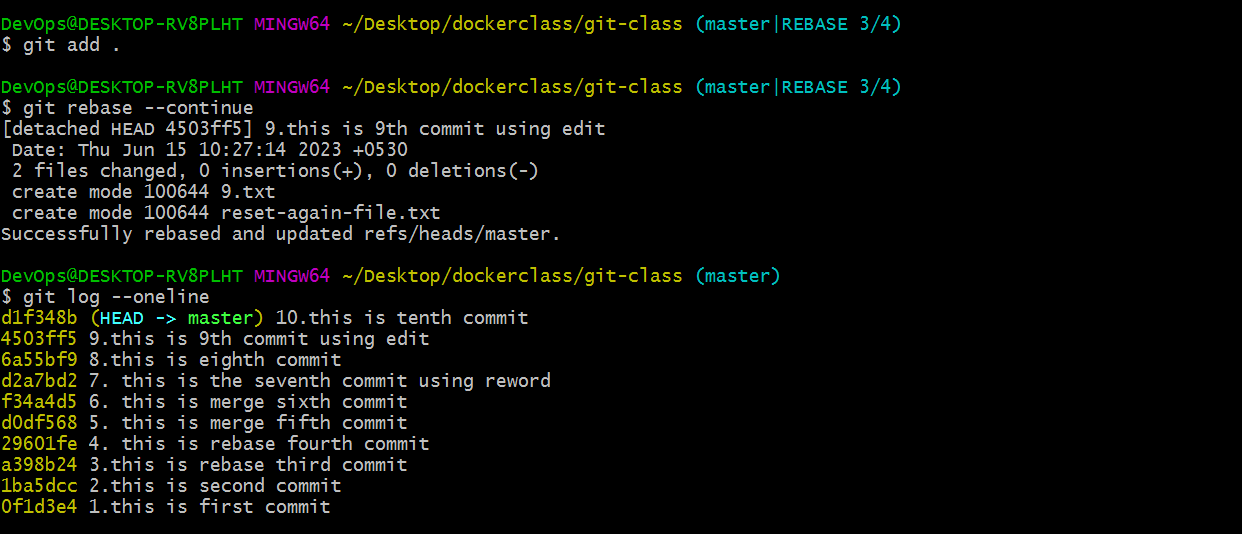 DevOps@DESKTOP-RV8PLHT MINGW64 ~/Desktop/dockerclass/git-class (master|REBASE 3/4)
$ git add .
DevOps@DESKTOP-RV8PLHT MINGW64 ~/Desktop/dockerclass/git-class (master|REBASE 3/4)
$ git rebase --continue
[detached HEAD 4503ff5] 9.this is 9th commit using edit
 Date: Thu Jun 15 10:27:14 2023 +0530
 2 files changed, 0 insertions(+), 0 deletions(-)
 create mode 100644 9.txt
 create mode 100644 reset-again-file.txt
Successfully rebased and updated refs/heads/master.
DevOps@DESKTOP-RV8PLHT MINGW64 ~/Desktop/dockerclass/git-class (master)
$ git log --oneline
d1f348b (HEAD -> master) 10.this is tenth commit
4503ff5 9.this is 9th commit using edit
6a55bf9 8.this is eighth commit
d2a7bd2 7. this is the seventh commit using reword
f34a4d5 6. this is merge sixth commit
d0df568 5. this is merge fifth commit
29601fe 4. this is rebase fourth commit
a398b24 3.this is rebase third commit
1ba5dcc 2.this is second commit
0f1d3e4 1.this is first commit